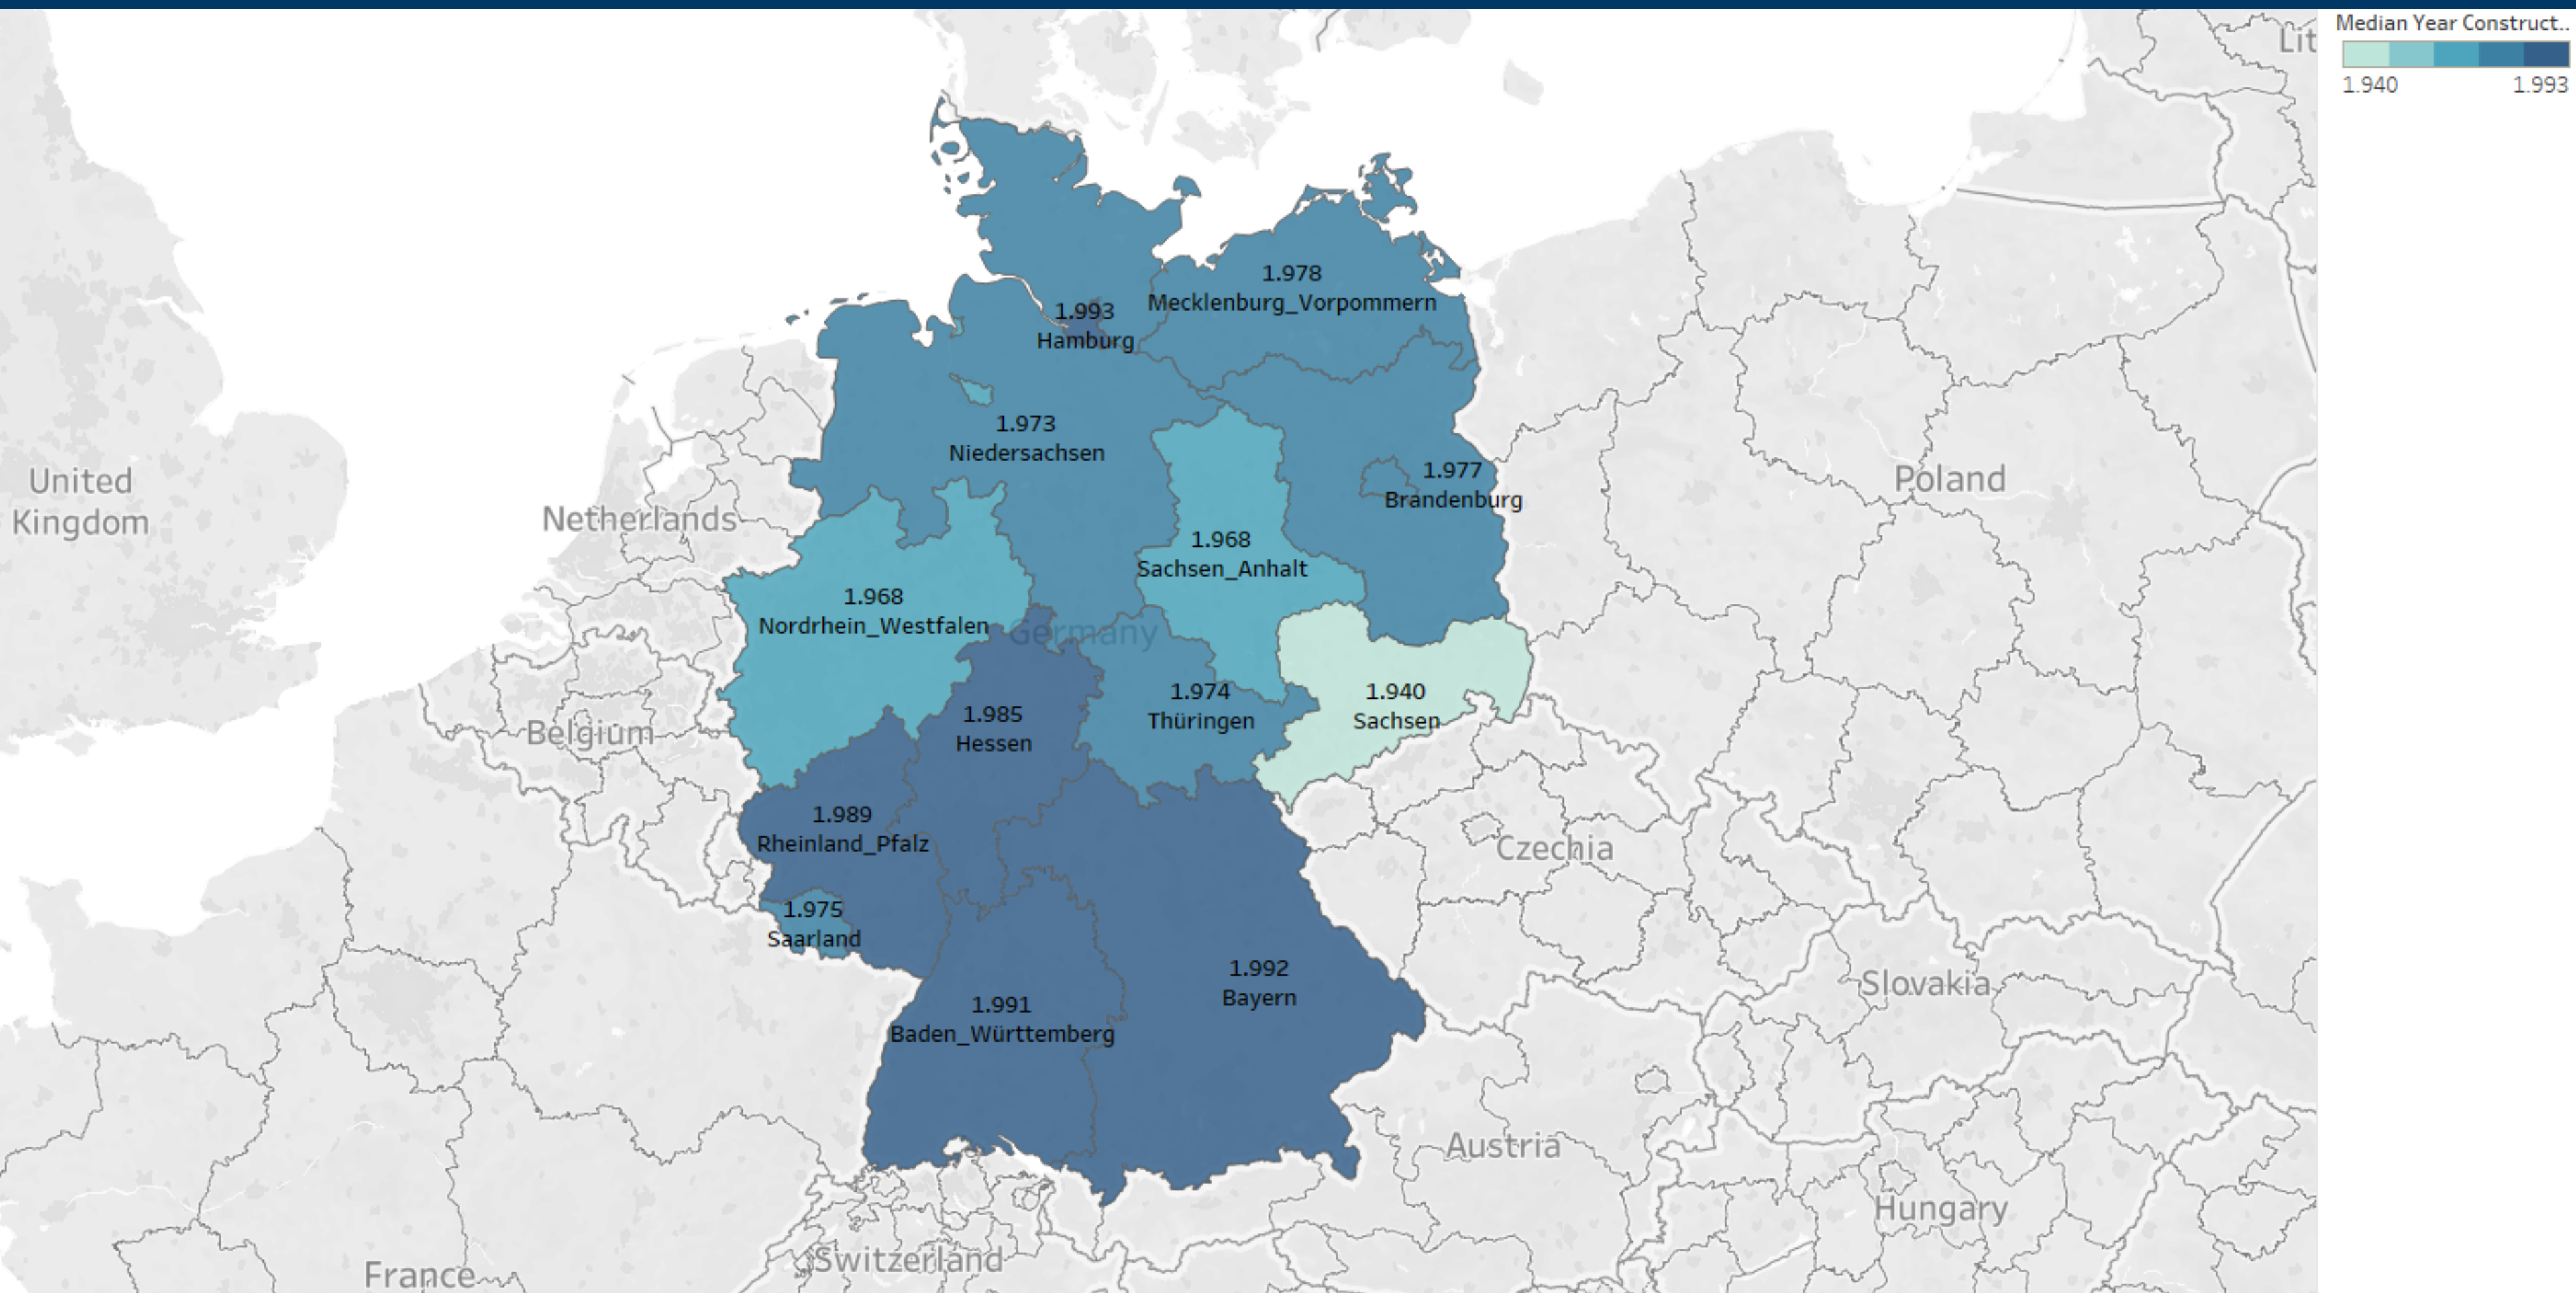 Median Year Construct..
Lit
1.940 1.993
1.978
Mecklenburg_Vorpommern
1.993
Hamburg
1.973
Niedersachsen
1.977
Brandenburg
United
Kingdom
Poland
Netherlands
1.968
Sachsen_Anhalt
1.968
Nordrhein_Westfalen
Germany
1.940
Sachsen
1.974
Thüringen
1.985
Hessen
Belgium
1.989
Rheinland_Pfalz
Czechia
1.975
Saarland
1.992
Bayern
Slovakia
1.991
Baden_Württemberg
Austria
Hungary
Switzerland
France